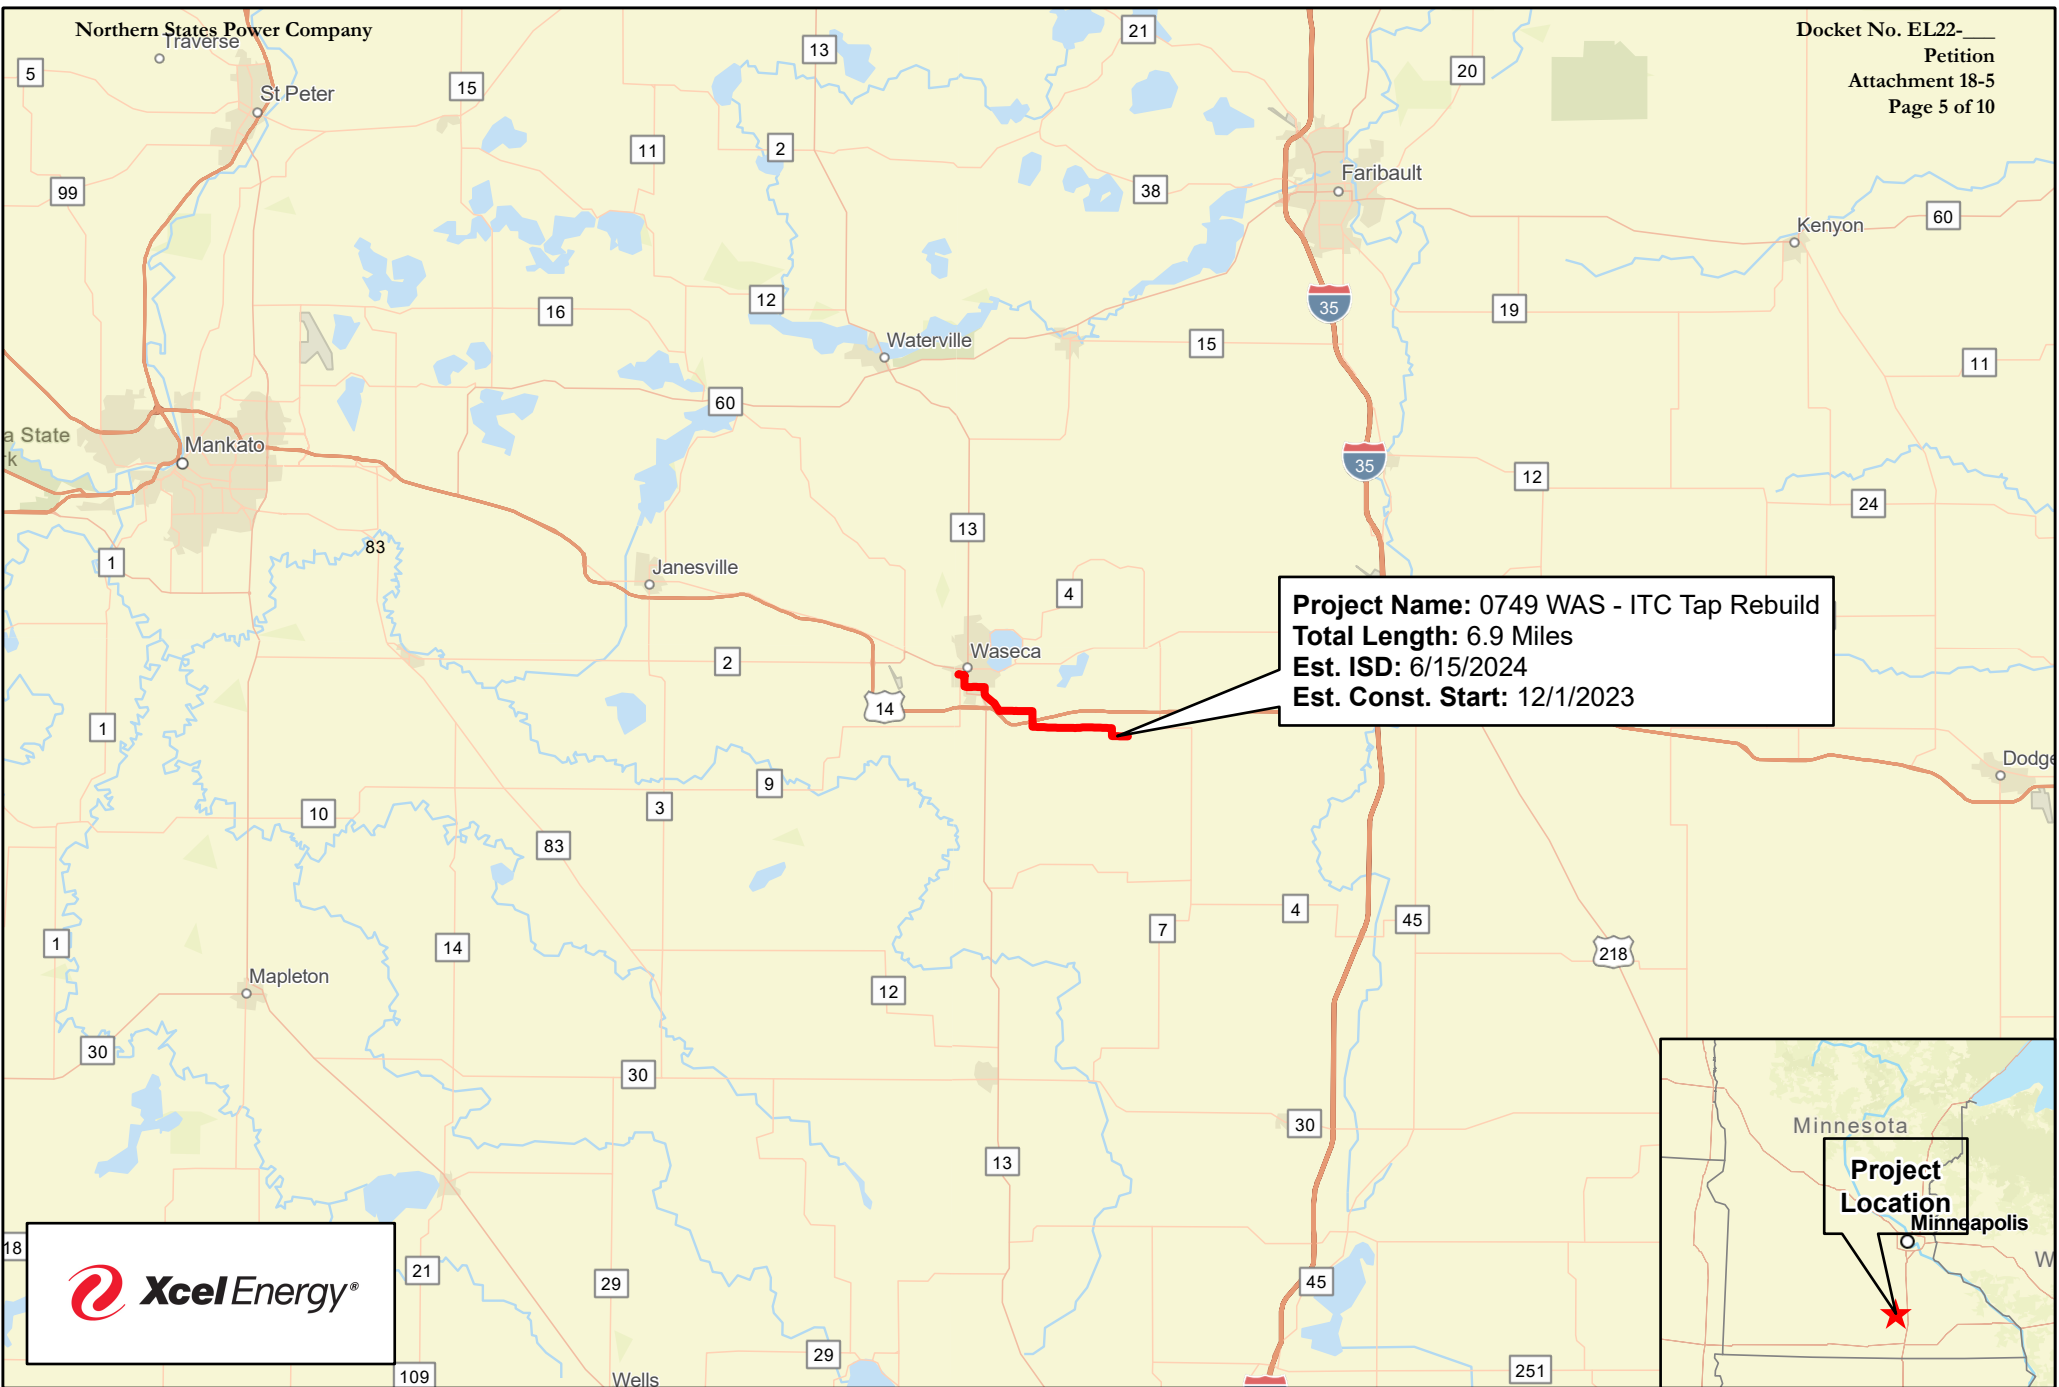 Northern States Power Company
Docket No. EL22-___
Petition
Attachment 18-5
Page 5 of 10
Traverse
5
St Peter
15
13
21
20
11
2
99
38
Faribault
60
Kenyon
12
16
35
19
Waterville
15
11
60
a State
k
Mankato
35
12
24
13
83
1
Janesville
4
Project Name: 0749 WAS - ITC Tap Rebuild
Total Length: 6.9 Miles
Est. ISD: 6/15/2024
Est. Const. Start: 12/1/2023
Waseca
2
14
1
9
Dodge
3
10
83
4
45
7
1
14
218
Mapleton
12
30
30
30
13
Minnesota
Project
Location
Minneapolis
W
18
21
29
45
Xcel Energy®
29
251
109
Wells